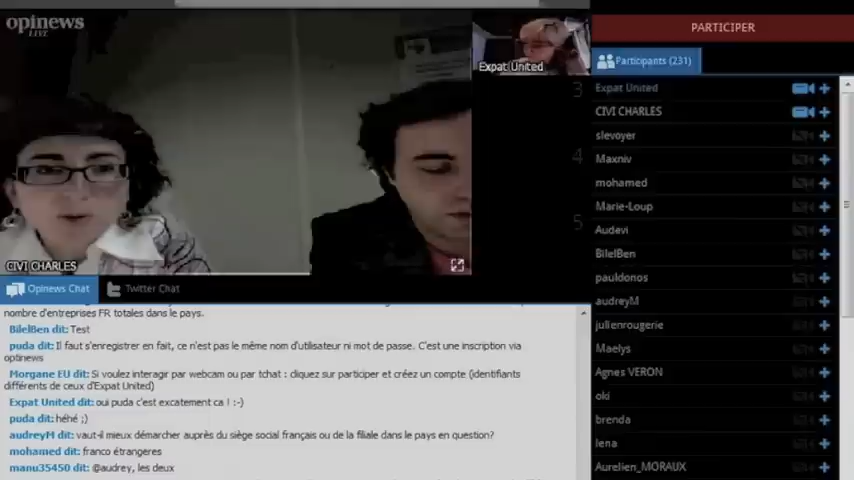 opinews
LIVE
Expat United
CIVI CHARLES
PARTICIPER
Participants (231)
3
4
5
Expat United
CIVI CHARLES
slevoyer
Maxniv
mohamed
Marie-Loup
Audevi
BilelBen
pauldonos
audreyM
julienrougerie
Maelys
Agnes VERON
oki
brenda
lena
Aurelien_MORAUX
Opinews Chat
Twitter Chat
nombre d'entreprises FR totales dans le pays.
BilelBen dit: Test
puda dit: Il faut s'enregistrer en fait, ce n'est pas le même nom d'utilisateur ni mot de passe. C'est une inscription via
opinews
Morgane EU dit: Si voulez interagir par webcam ou par tchat : cliquez sur participer et créez un compte (identifiants
différents de ceux d'Expat United)
Expat United dit: oui puda c'est excatement ca ! :-)
puda dit: héhé ;)
audreyM dit: vaut-il mieux démarcher auprès du siège social français ou de la filiale dans le pays en question?
mohamed dit: franco étrangeres
manu35450 dit: @audrey, les deux